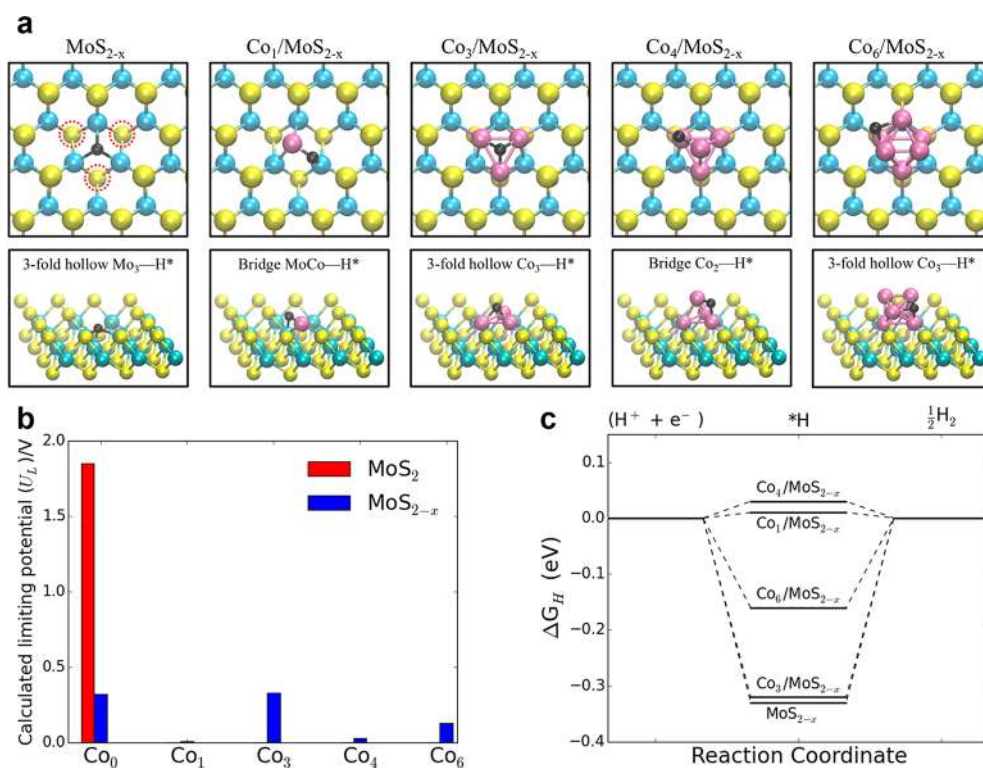 a
MoS2-x
Co1/MoS2-x
Co3/MoS2-x
Co4/MoS2-x
Co6/MoS2-x
3-fold hollow Mo3—H*
Bridge MoCo—H*
3-fold hollow Co3—H*
Bridge Co2—H*
3-fold hollow Co3—H*
b
Calculated limiting potential (UL)/V
2.0
1.5
1.0
0.5
0.0
MoS2
MoS2−x
Co0
Co1
Co3
Co4
Co6
c
(H+ + e− )
*H
1/2 H2
ΔGH (eV)
0.1
0.0
−0.1
−0.2
−0.3
−0.4
Co4/MoS2−x
Co1/MoS2−x
Co6/MoS2−x
Co3/MoS2−x
MoS2−x
Reaction Coordinate